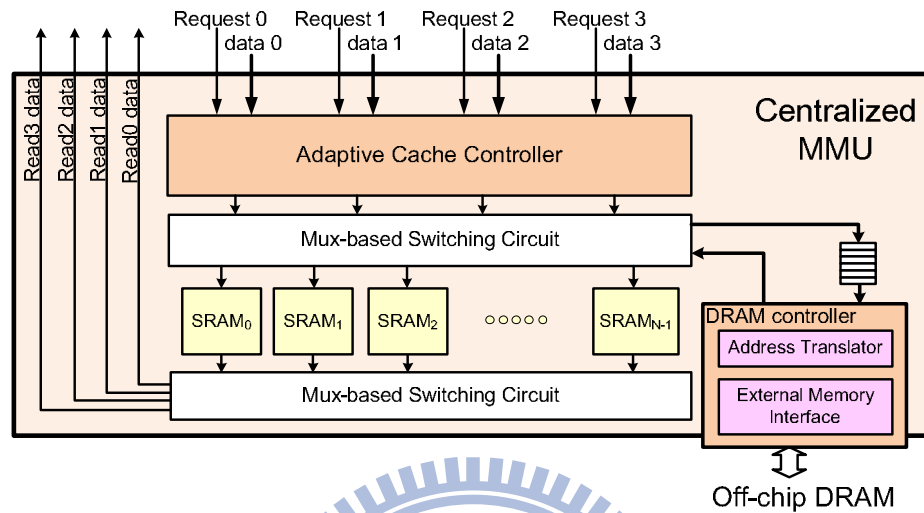 Request 0
data 0
Request 1
data 1
Request 2
data 2
Request 3
data 3
Read3 data
Read2 data
Read1 data
Read0 data
Centralized
MMU
Adaptive Cache Controller
Mux-based Switching Circuit
SRAM0
SRAM1
SRAM2
SRAMN-1
DRAM controller
Address Translator
External Memory
Interface
Mux-based Switching Circuit
Off-chip DRAM